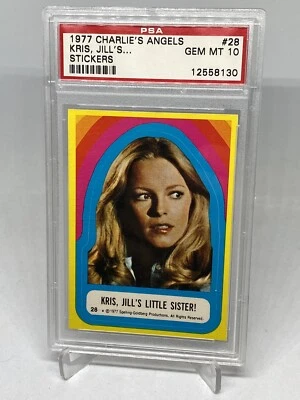 PSA
1977 CHARLIE'S ANGELS #28
KRIS, JILL'S... GEM MT 10
STICKERS
12558130
KRIS, JILL'S LITTLE SISTER!
28 ★ © 1977 Spelling-Goldberg Productions. All Rights Reserved.